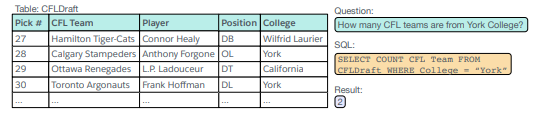 Table: CFLDraft
Pick # CFL Team Player Position College
27 Hamilton Tiger-Cats Connor Healy DB Wilfrid Laurier
28 Calgary Stampeders Anthony Forgone OL York
29 Ottawa Renegades L.P. Ladouceur DT California
30 Toronto Argonauts Frank Hoffman DL York
... ... ... ... ...
Question:
How many CFL teams are from York College?
SQL:
SELECT COUNT CFL Team FROM
CFLDraft WHERE College = "York"
Result:
2